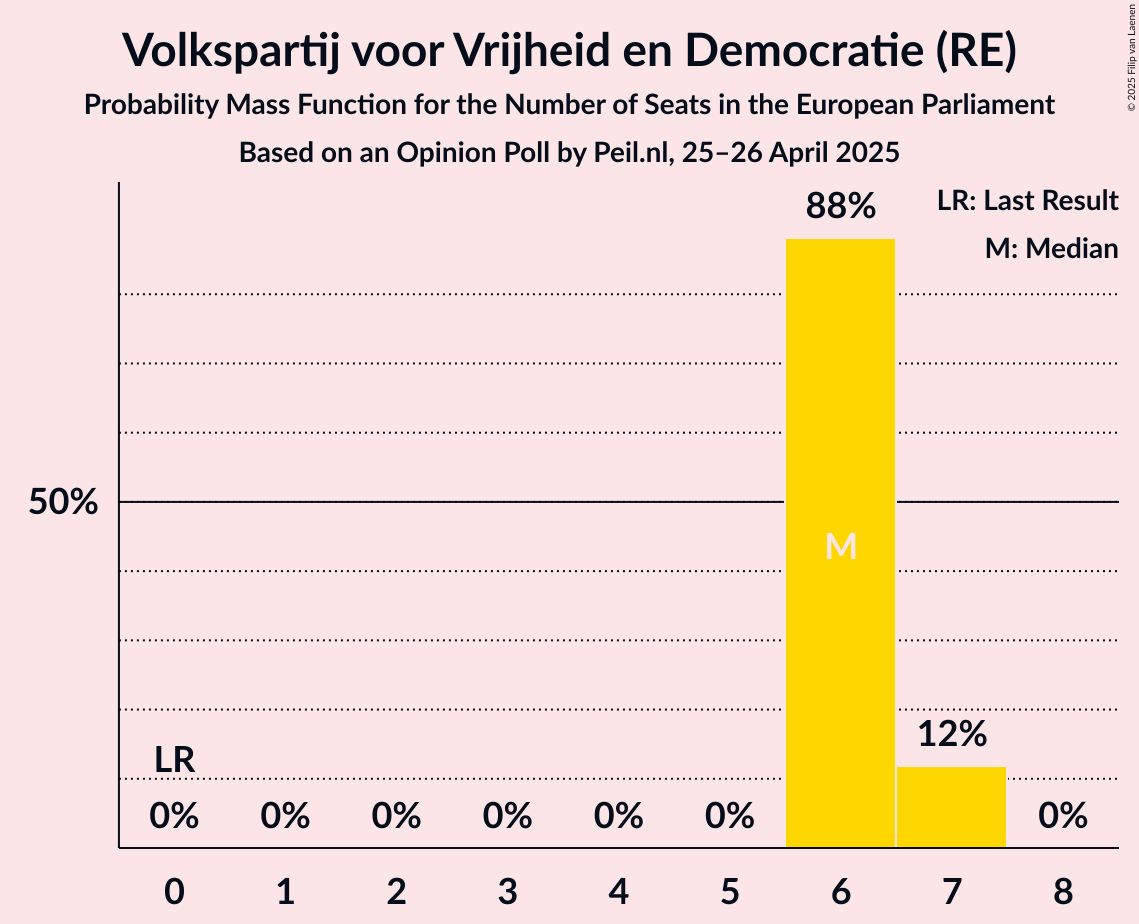 Volkspartij voor Vrijheid en Democratie (RE)
Probability Mass Function for the Number of Seats in the European Parliament
Based on an Opinion Poll by Peil.nl, 25–26 April 2025
© 2025 Filip van Laenen
LR: Last Result
M: Median
88%
50%
M
12%
LR
0% 0% 0% 0% 0% 0% 0%
0 1 2 3 4 5 6 7 8